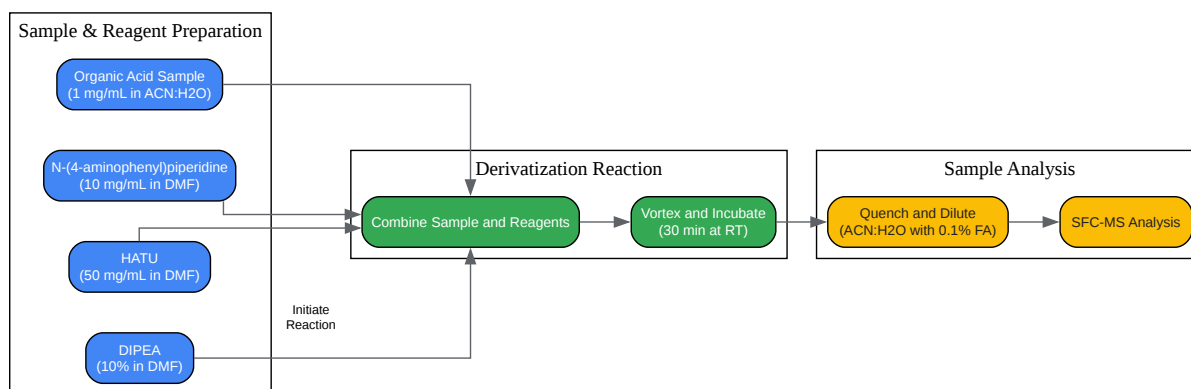 Sample & Reagent Preparation
Organic Acid Sample
(1 mg/mL in ACN:H2O)
N-(4-aminophenyl)piperidine
(10 mg/mL in DMF)
HATU
(50 mg/mL in DMF)
DIPEA
(10% in DMF)
Initiate
Reaction
Derivatization Reaction
Combine Sample and Reagents
Vortex and Incubate
(30 min at RT)
Sample Analysis
Quench and Dilute
(ACN:H2O with 0.1% FA)
SFC-MS Analysis